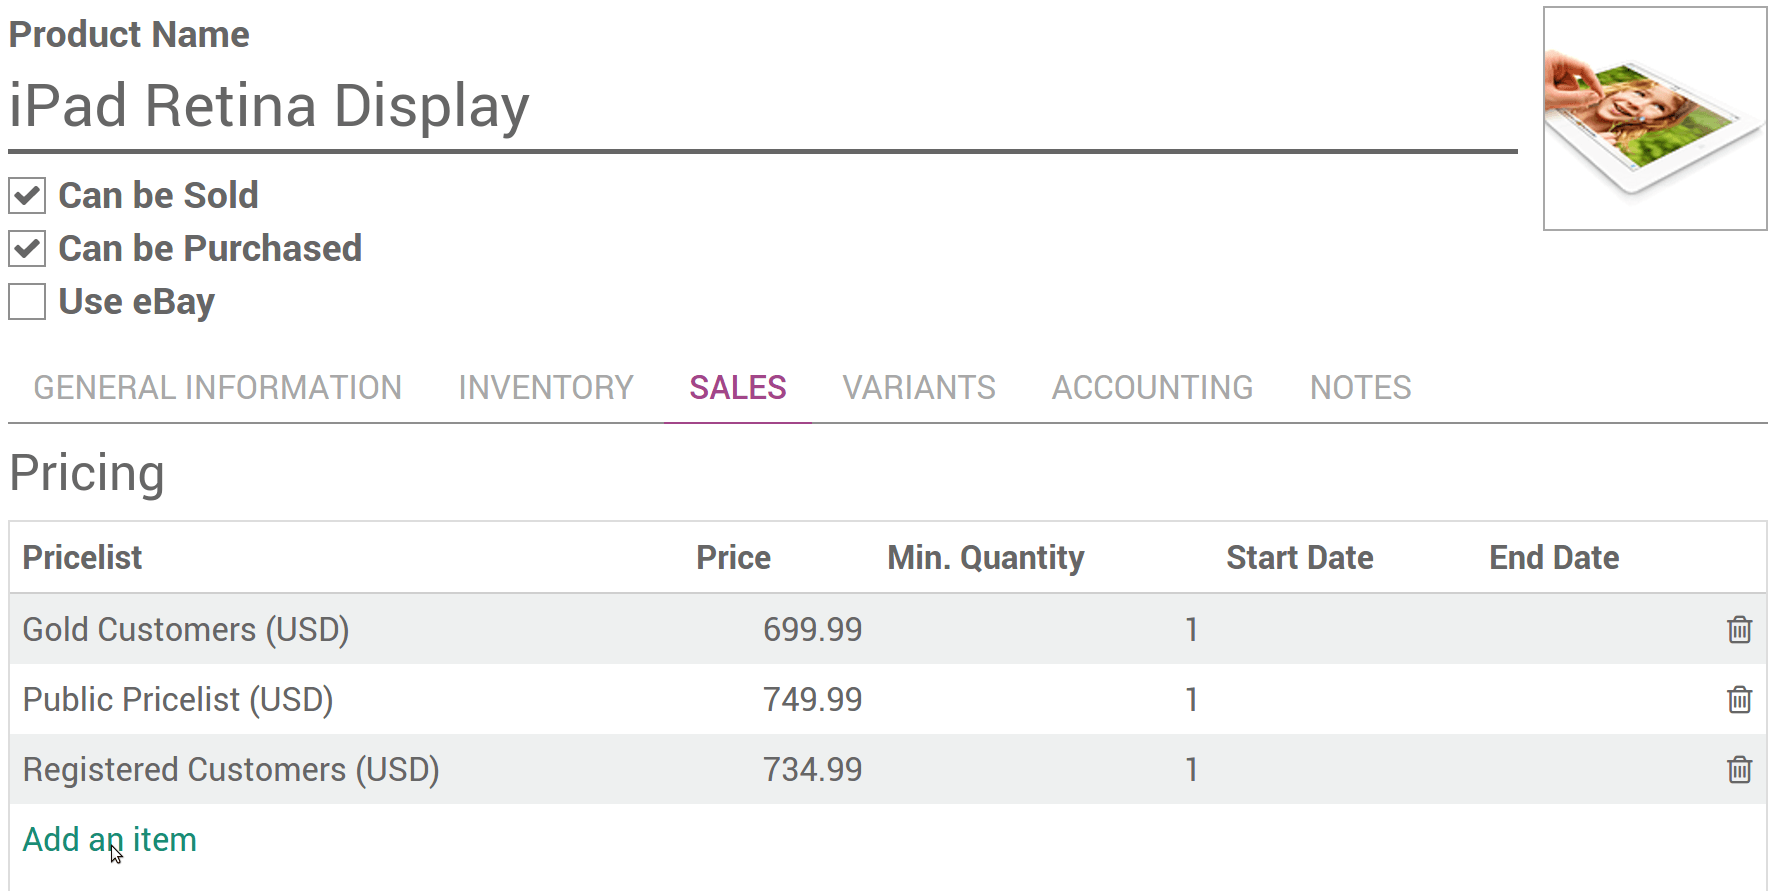 Product Name
iPad Retina Display
Can be Sold
Can be Purchased
Use eBay
GENERAL INFORMATION INVENTORY SALES VARIANTS ACCOUNTING NOTES
Pricing
Pricelist Price Min. Quantity Start Date End Date
Gold Customers (USD) 699.99 1
Public Pricelist (USD) 749.99 1
Registered Customers (USD) 734.99 1
Add an item